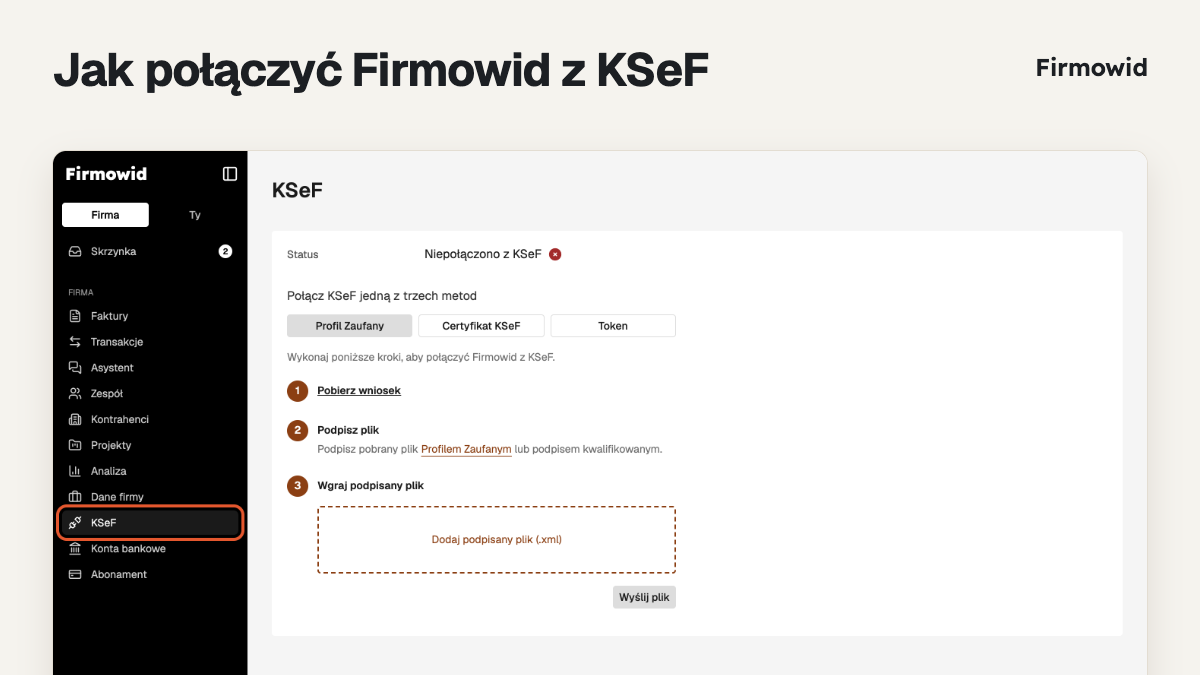 Jak połączyć Firmowid z KSeF
Firmowid
Firmowid
Firma
Ty
Skrzynka
2
FIRMA
Faktury
Transakcje
Asystent
Zespół
Kontrahenci
Projekty
Analiza
Dane firmy
KSeF
Konta bankowe
Abonament
KSeF
Status
Niepołączono z KSeF
Połącz KSeF jedną z trzech metod
Profil Zaufany
Certyfikat KSeF
Token
Wykonaj poniższe kroki, aby połączyć Firmowid z KSeF.
1 Pobierz wniosek
2 Podpisz plik
Podpisz pobrany plik Profilem Zaufanym lub podpisem kwalifikowanym.
3 Wgraj podpisany plik
Dodaj podpisany plik (.xml)
Wyślij plik